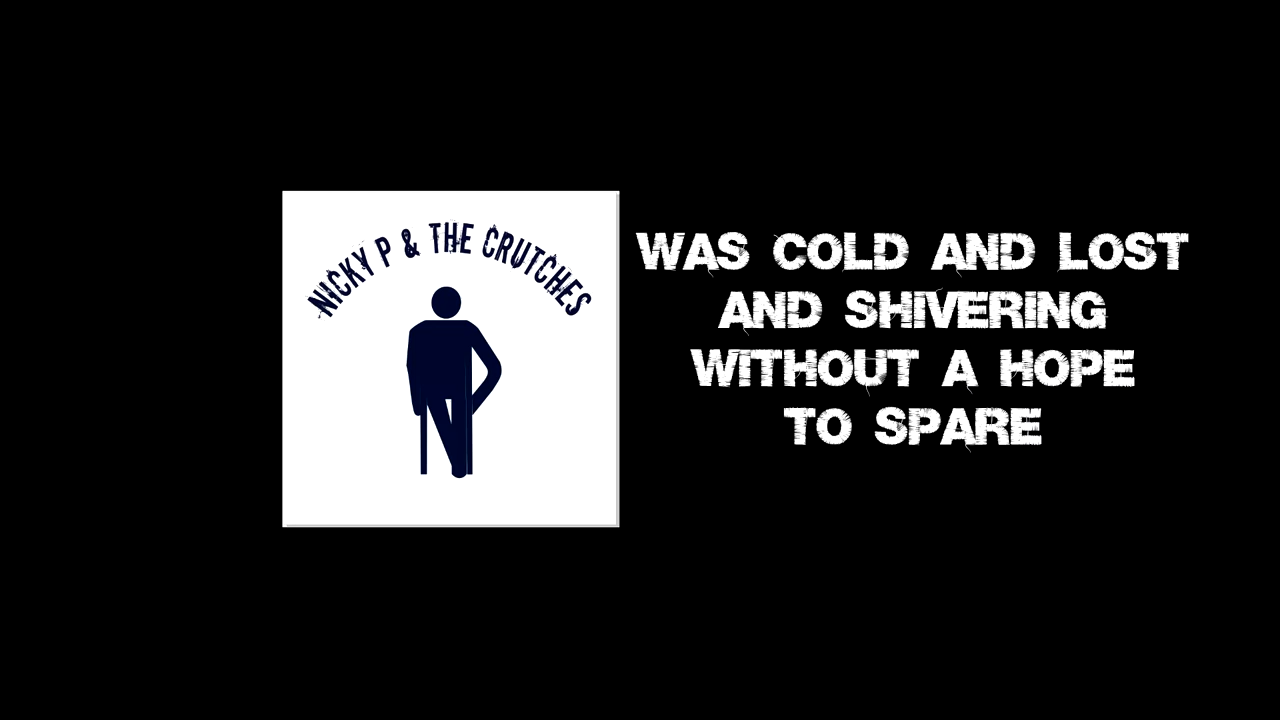 NICKY P & THE CRUTCHES
WAS COLD AND LOST
AND SHIVERING
WITHOUT A HOPE
TO SPARE